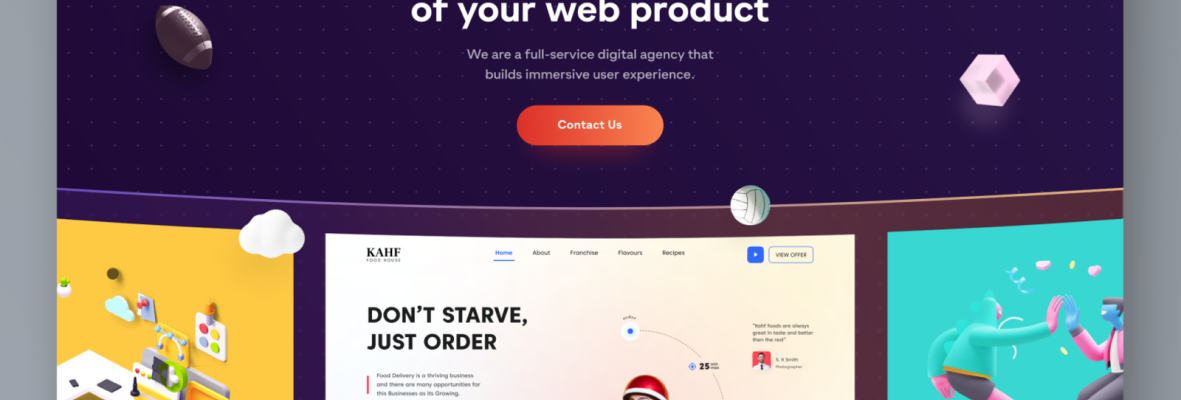 of your web product
We are a full-service digital agency that
builds immersive user experience.
Contact Us
KAHF
FOOD HOUSE
Home About Franchise Flavours Recipes
VIEW OFFER
DON'T STARVE,
JUST ORDER
"Kahf foods are always
great in taste and better
than the rest"
S. K Smith
Photographer
25
Food Delivery is a thriving business
and there are many opportunities for
this Businesses as its Growing.